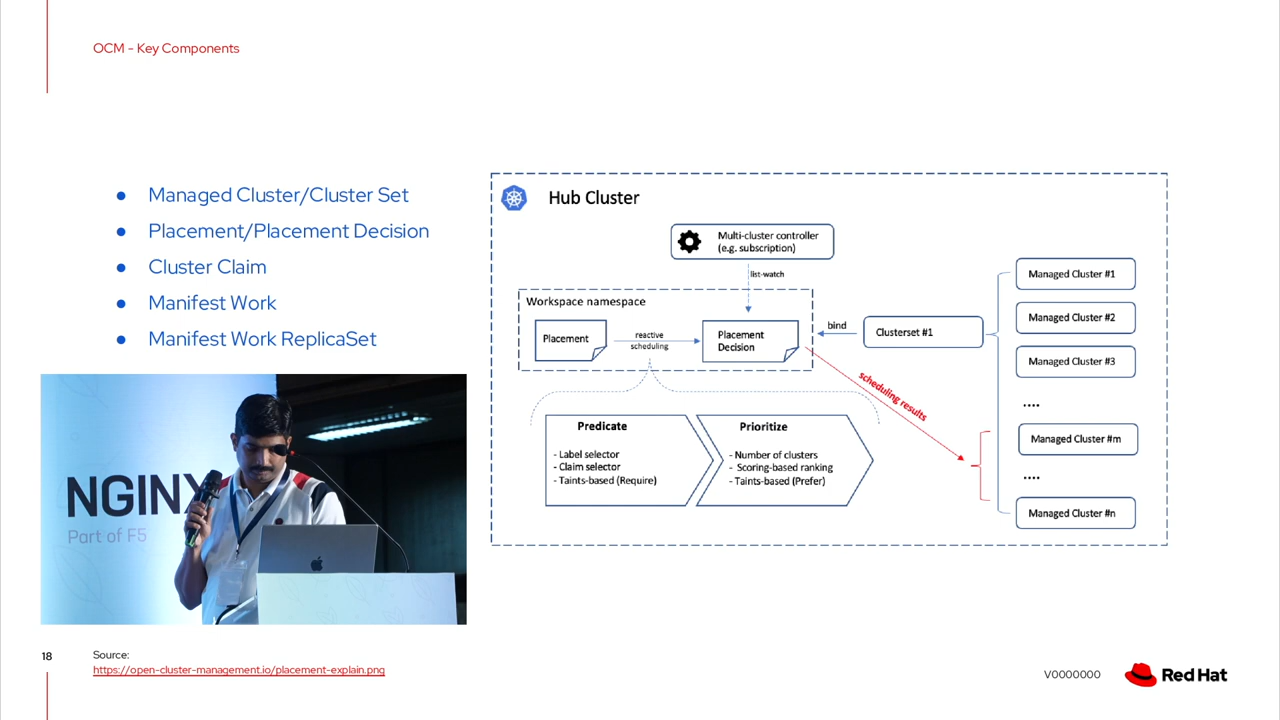 OCM - Key Components
● Managed Cluster/Cluster Set
● Placement/Placement Decision
● Cluster Claim
● Manifest Work
● Manifest Work ReplicaSet
Hub Cluster
Multi-cluster controller
(e.g. subscription)
list-watch
Workspace namespace
Placement
reactive
scheduling
Placement
Decision
bind
Clusterset #1
Managed Cluster #1
Managed Cluster #2
Managed Cluster #3
....
Managed Cluster #m
....
Managed Cluster #n
scheduling results
Predicate
- Label selector
- Claim selector
- Taints-based (Require)
Prioritize
- Number of clusters
- Scoring-based ranking
- Taints-based (Prefer)
NGINX
Part of F5
18
Source:
https://open-cluster-management.io/placement-explain.png
V0000000
Red Hat